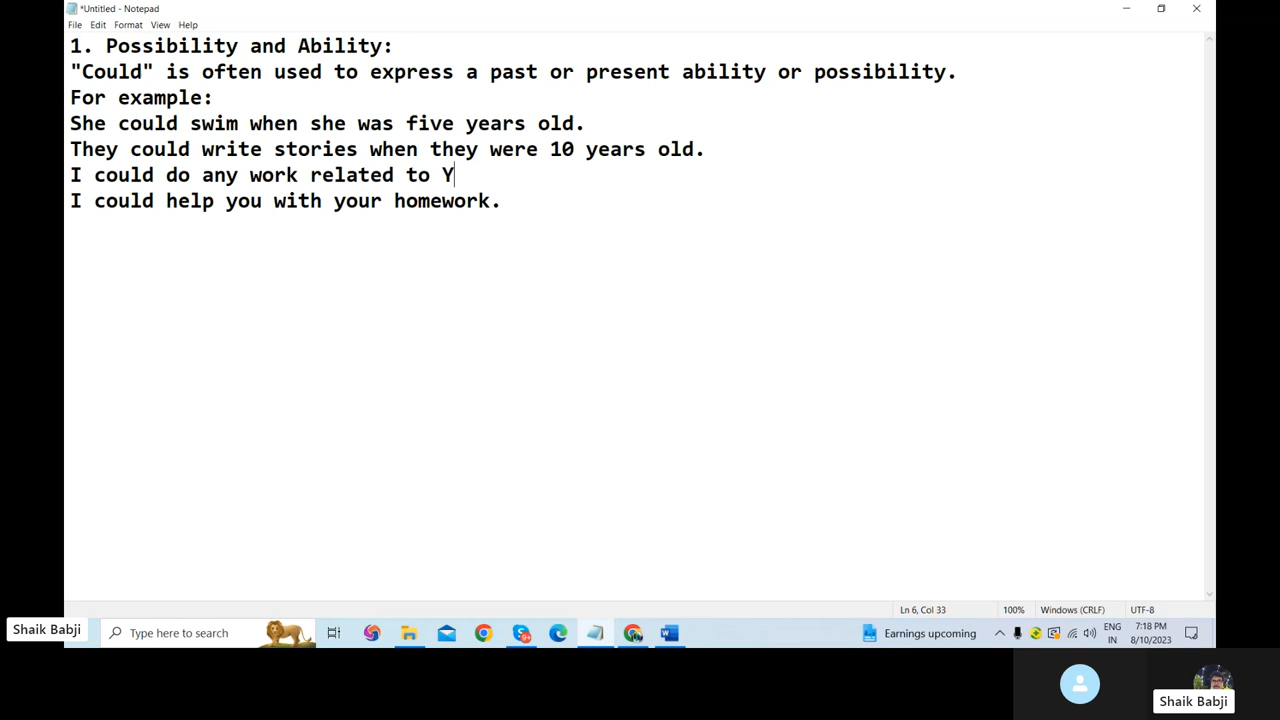 *Untitled - Notepad
File Edit Format View Help
1. Possibility and Ability:
"Could" is often used to express a past or present ability or possibility.
For example:
She could swim when she was five years old.
They could write stories when they were 10 years old.
I could do any work related to Y
I could help you with your homework.
Ln 6, Col 33 100% Windows (CRLF) UTF-8
Shaik Babji
Type here to search
Earnings upcoming
ENG
IN
7:18 PM
8/10/2023
Shaik Babji